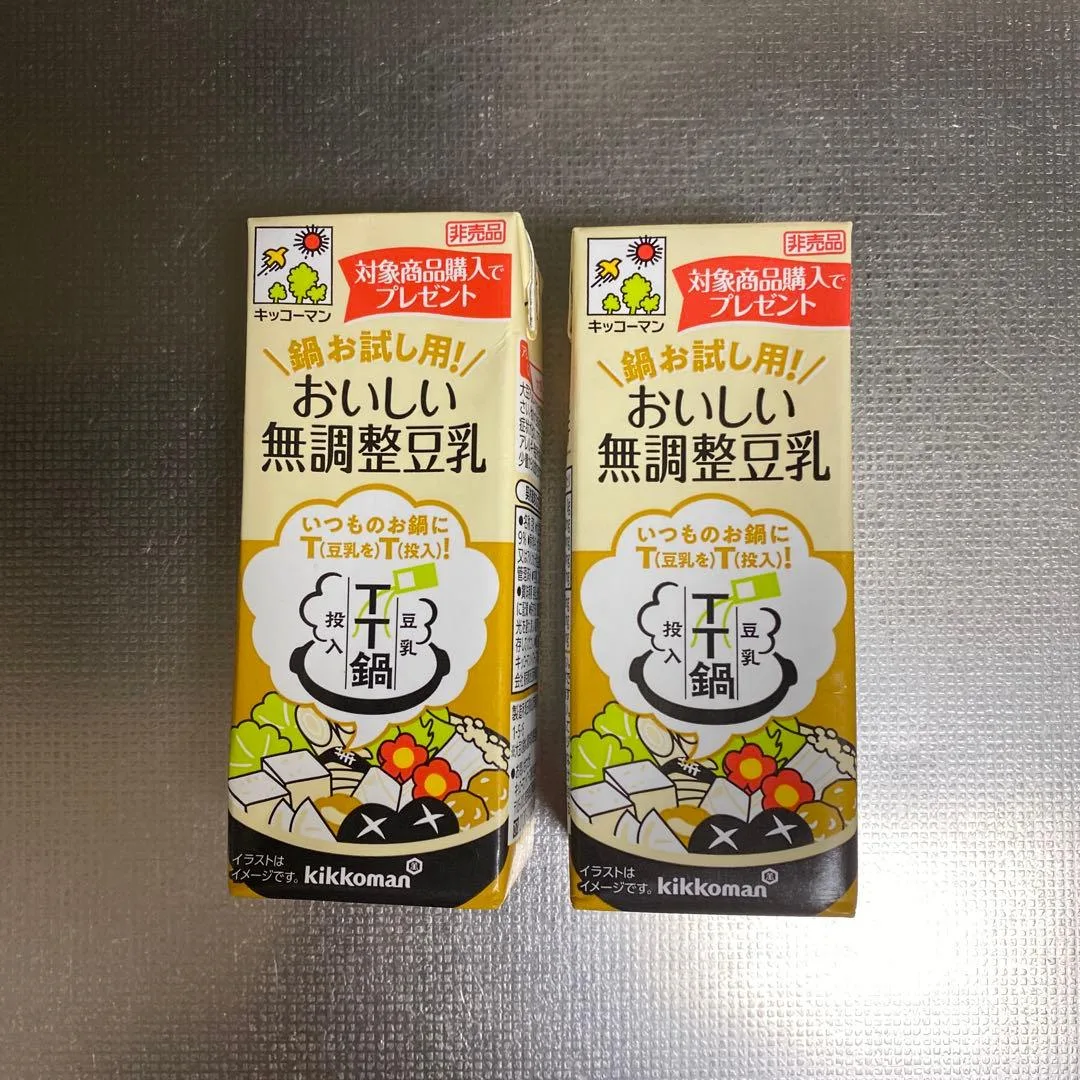 非売品
対象商品購入で
プレゼント
キッコーマン
鍋お試し用!
おいしい
無調整豆乳
いつものお鍋に
T(豆乳を)T(投入)!
豆乳
投入
TT鍋
イラストは
イメージです。
kikkoman
非売品
対象商品購入で
プレゼント
キッコーマン
鍋お試し用!
おいしい
無調整豆乳
いつものお鍋に
T(豆乳を)T(投入)!
豆乳
投入
TT鍋
イラストは
イメージです。
kikkoman